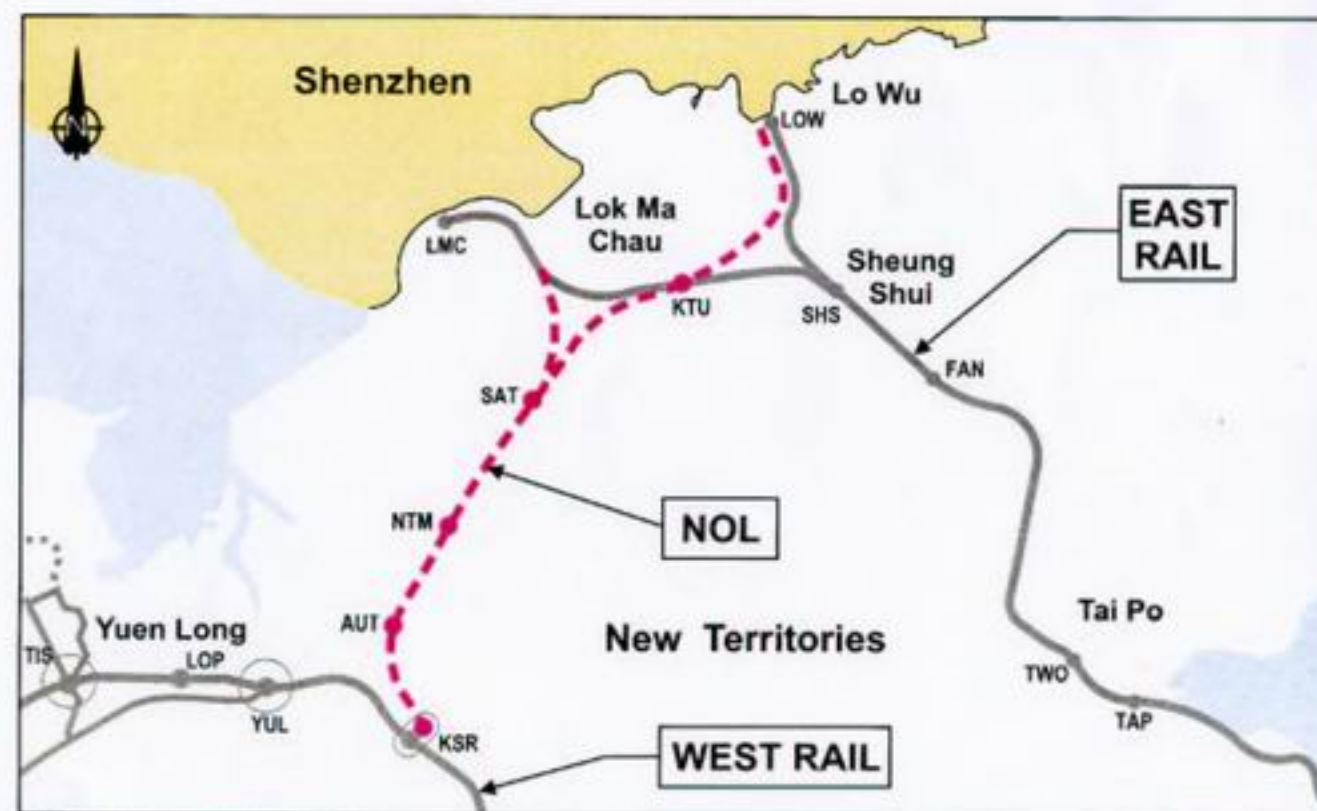 Shenzhen
N
Lo Wu
LOW
Lok Ma
Chau
LMC
EAST
RAIL
Sheung
Shui
KTU
SHS
FAN
SAT
NTM
NOL
AUT
Yuen Long
TIS
LOP
YUL
New Territories
Tai Po
TWO
TAP
KSR
WEST RAIL